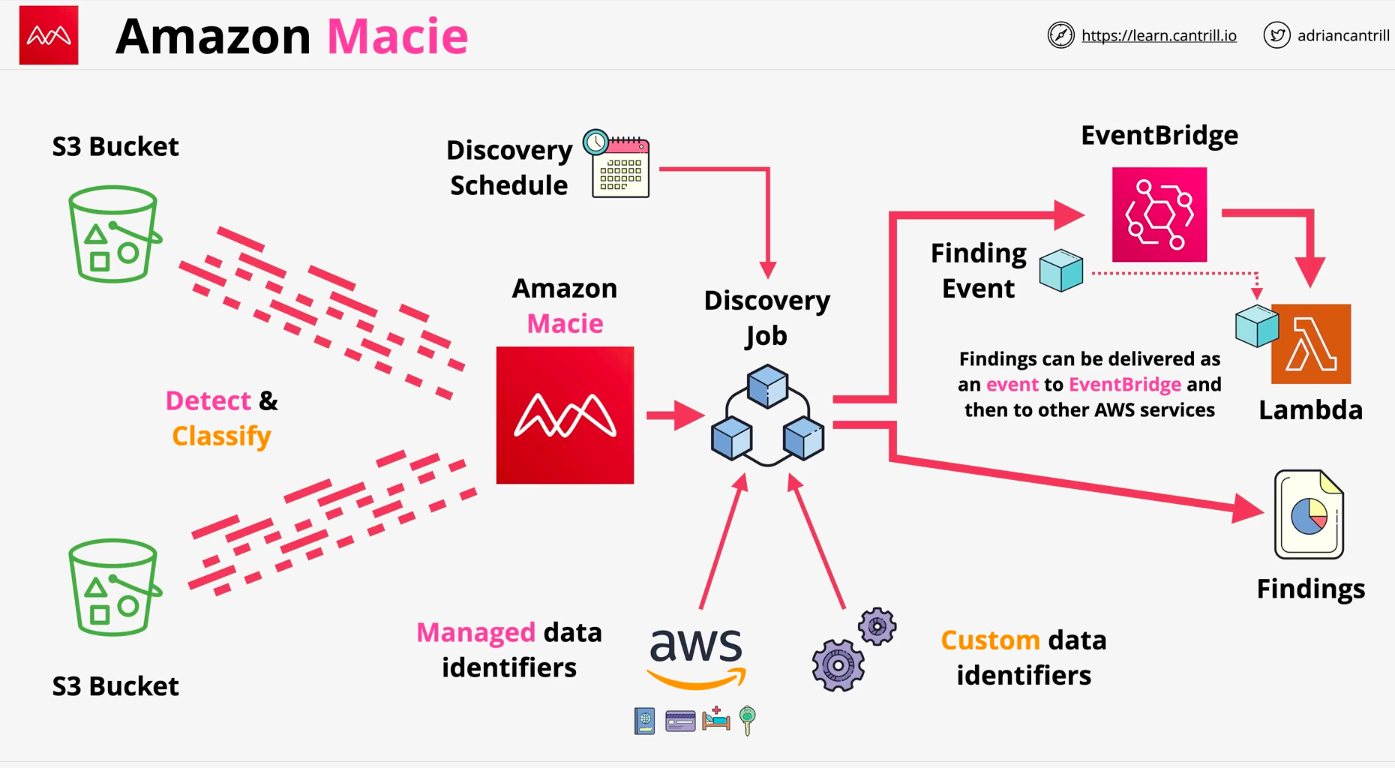 Amazon Macie
https://learn.cantrill.io
adriancantrill
S3 Bucket
Discovery
Schedule
EventBridge
Finding
Event
Amazon
Macie
Discovery
Job
Findings can be delivered as
an event to EventBridge and
then to other AWS services
Lambda
Detect &
Classify
Findings
Managed data
identifiers
aws
Custom data
identifiers
S3 Bucket